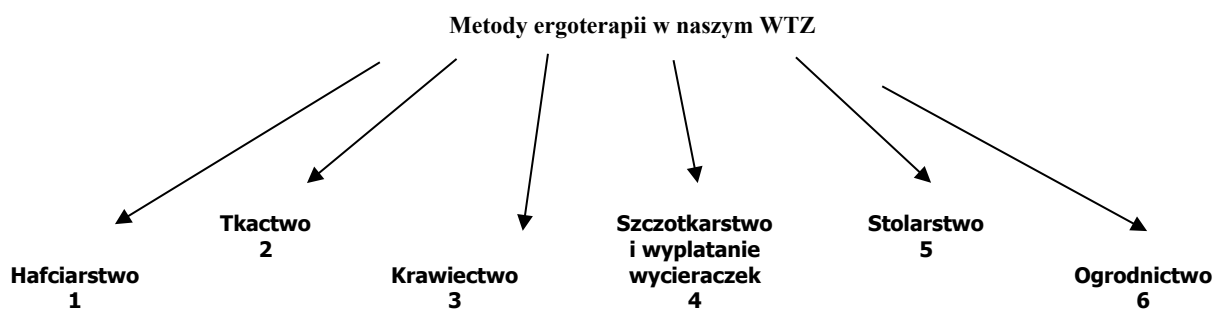 Metody ergoterapii w naszym WTZ
Hafciarstwo
1
Tkactwo
2
Krawiectwo
3
Szczotkarstwo
i wyplatanie
wycieraczek
4
Stolarstwo
5
Ogrodnictwo
6